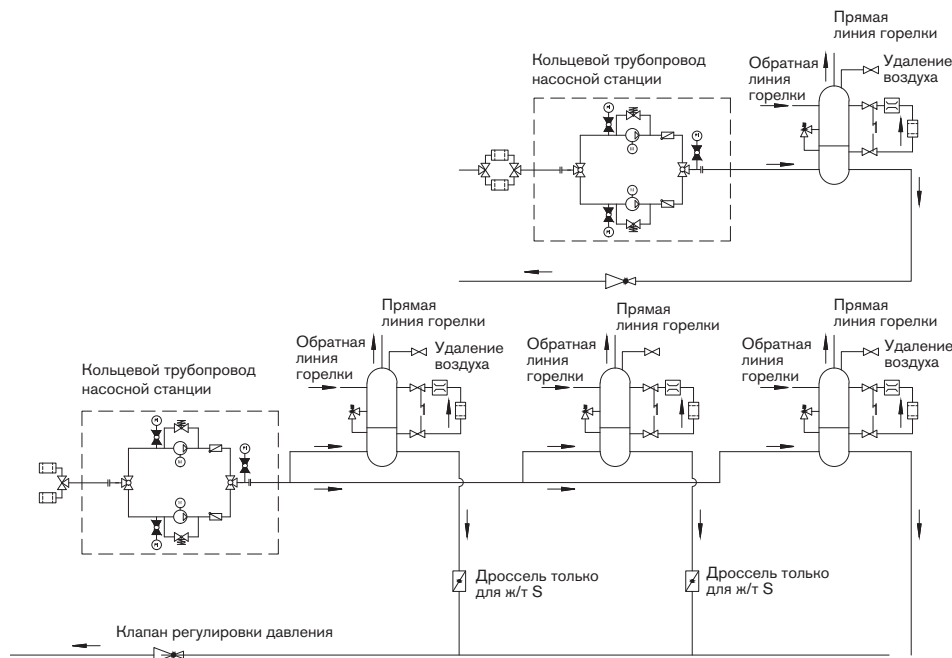 Прямая
линия горелки
Кольцевой трубопровод
насосной станции
Обратная
линия
горелки
Удаление
воздуха
Прямая
линия горелки
Обратная
линия
горелки
Удаление
воздуха
Прямая
линия горелки
Обратная
линия
горелки
Прямая
линия горелки
Обратная
линия
горелки
Удаление
воздуха
Кольцевой трубопровод
насосной станции
Дроссель только
для ж/т S
Дроссель только
для ж/т S
Клапан регулировки давления